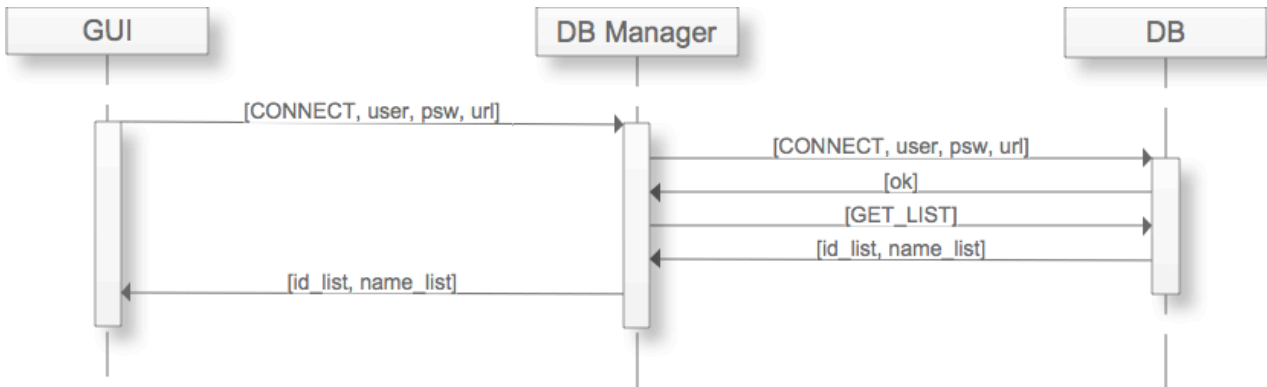 GUI
DB Manager
DB
[CONNECT, user, psw, url]
[CONNECT, user, psw, url]
[ok]
[GET_LIST]
[id_list, name_list]
[id_list, name_list]